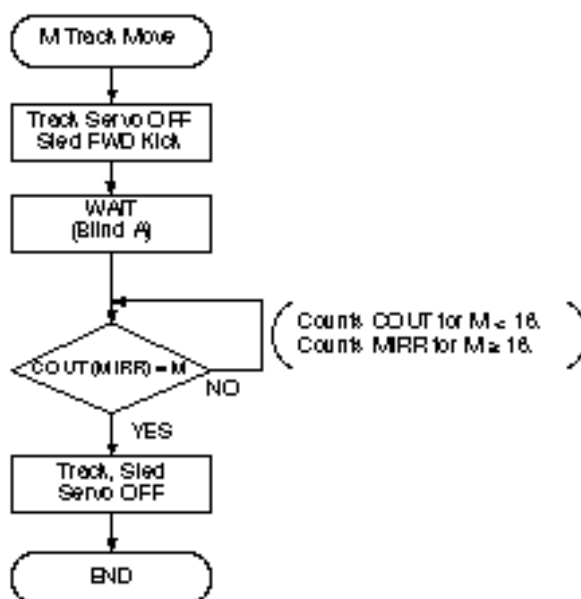 M Track Move
Track Servo OFF
Sled FWD Kick
WAIT
(Blind A)
Counts COUT for M < 16.
Counts MIRR for M ≥ 16.
COUT (MIRR) = M
NO
YES
Track, Sled
Servo OFF
END